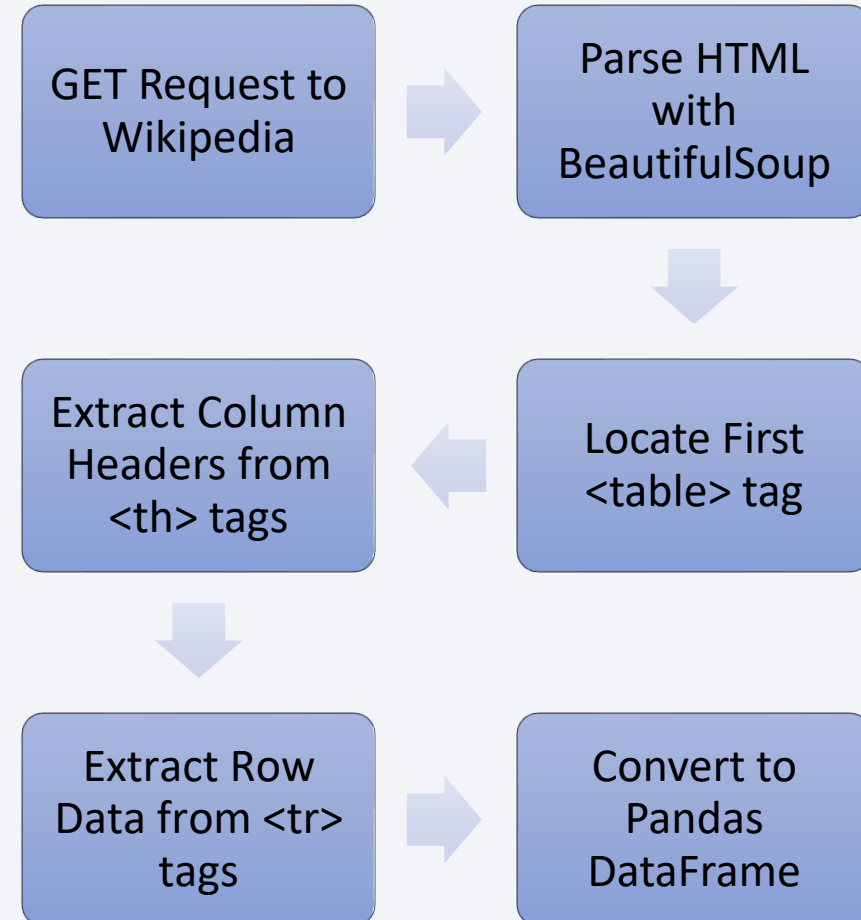 GET Request to
Wikipedia
Parse HTML
with
BeautifulSoup
Locate First
<table> tag
Extract Column
Headers from
<th> tags
Extract Row
Data from <tr>
tags
Convert to
Pandas
DataFrame